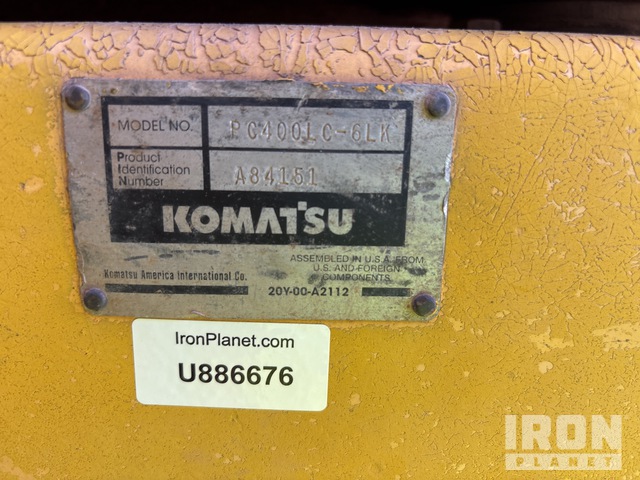 MODEL NO. PC400LC-6LK
Product
Identification
Number A84151
KOMATSU
ASSEMBLED IN U.S.A. FROM
U.S. AND FOREIGN
COMPONENTS
Komatsu America International Co.
20Y-00-A2112
IronPlanet.com
U886676
IRON
PLANET